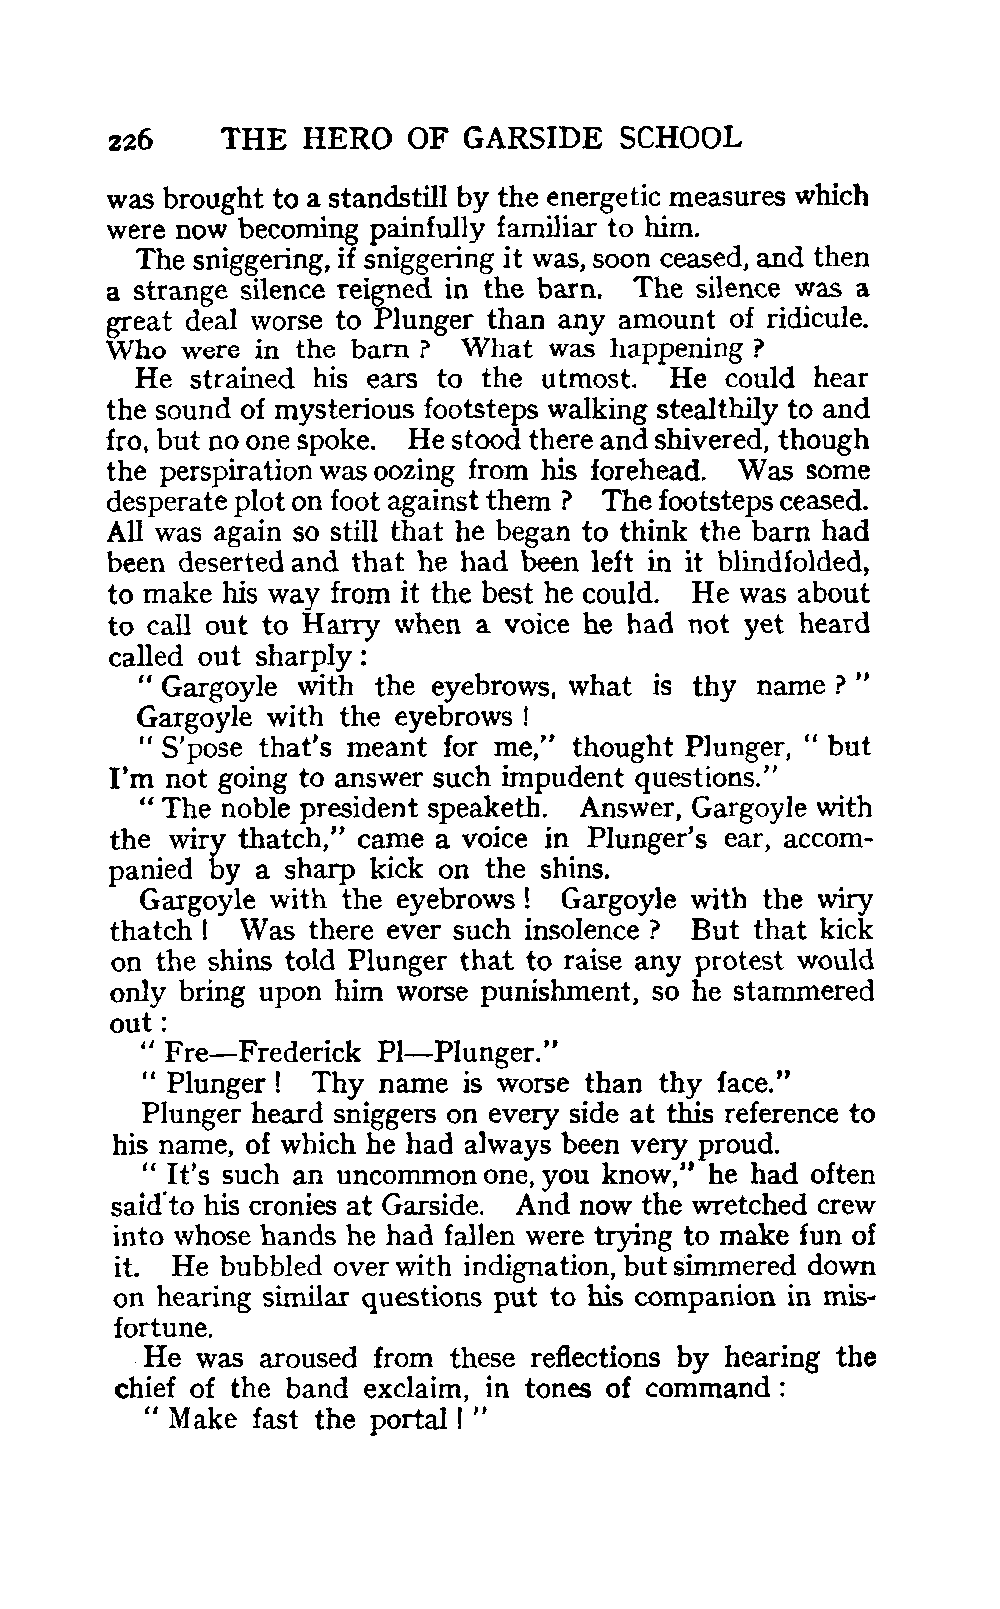 226 THE HERO OF GARSIDE SCHOOL
was brought to a standstill by the energetic measures which
were now becoming painfully familiar to him.
The sniggering, if sniggering it was, soon ceased, and then
a strange silence reigned in the barn. The silence was a
great deal worse to Plunger than any amount of ridicule.
Who were in the barn ? What was happening ?
He strained his ears to the utmost. He could hear
the sound of mysterious footsteps walking stealthily to and
fro, but no one spoke. He stood there and shivered, though
the perspiration was oozing from his forehead. Was some
desperate plot on foot against them ? The footsteps ceased.
All was again so still that he began to think the barn had
been deserted and that he had been left in it blindfolded,
to make his way from it the best he could. He was about
to call out to Harry when a voice he had not yet heard
called out sharply :
" Gargoyle with the eyebrows, what is thy name ? "
Gargoyle with the eyebrows !
" S'pose that's meant for me," thought Plunger, " but
I'm not going to answer such impudent questions."
" The noble president speaketh. Answer, Gargoyle with
the wiry thatch," came a voice in Plunger's ear, accom-
panied by a sharp kick on the shins.
Gargoyle with the eyebrows ! Gargoyle with the wiry
thatch ! Was there ever such insolence ? But that kick
on the shins told Plunger that to raise any protest would
only bring upon him worse punishment, so he stammered
out :
" Fre—Frederick Pl—Plunger."
" Plunger ! Thy name is worse than thy face."
Plunger heard sniggers on every side at this reference to
his name, of which he had always been very proud.
" It's such an uncommon one, you know," he had often
said to his cronies at Garside. And now the wretched crew
into whose hands he had fallen were trying to make fun of
it. He bubbled over with indignation, but simmered down
on hearing similar questions put to his companion in mis-
fortune.
He was aroused from these reflections by hearing the
chief of the band exclaim, in tones of command :
" Make fast the portal ! "